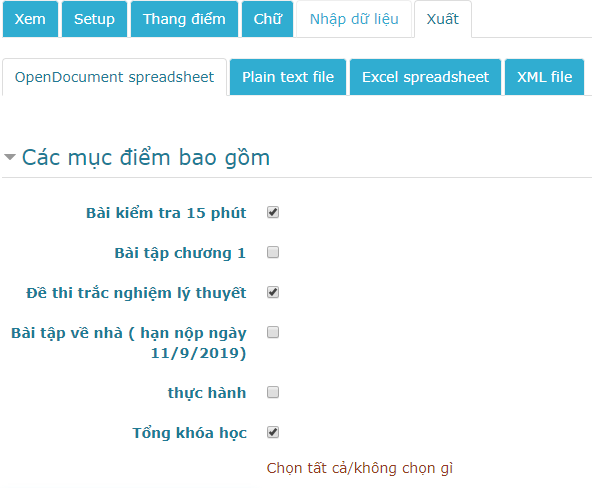 Xem Setup Thang điểm Chữ Nhập dữ liệu Xuất
OpenDocument spreadsheet Plain text file Excel spreadsheet XML file
Các mục điểm bao gồm
Bài kiểm tra 15 phút
Bài tập chương 1
Đề thi trắc nghiệm lý thuyết
Bài tập về nhà ( hạn nộp ngày
11/9/2019)
thực hành
Tổng khóa học
Chọn tất cả/không chọn gì